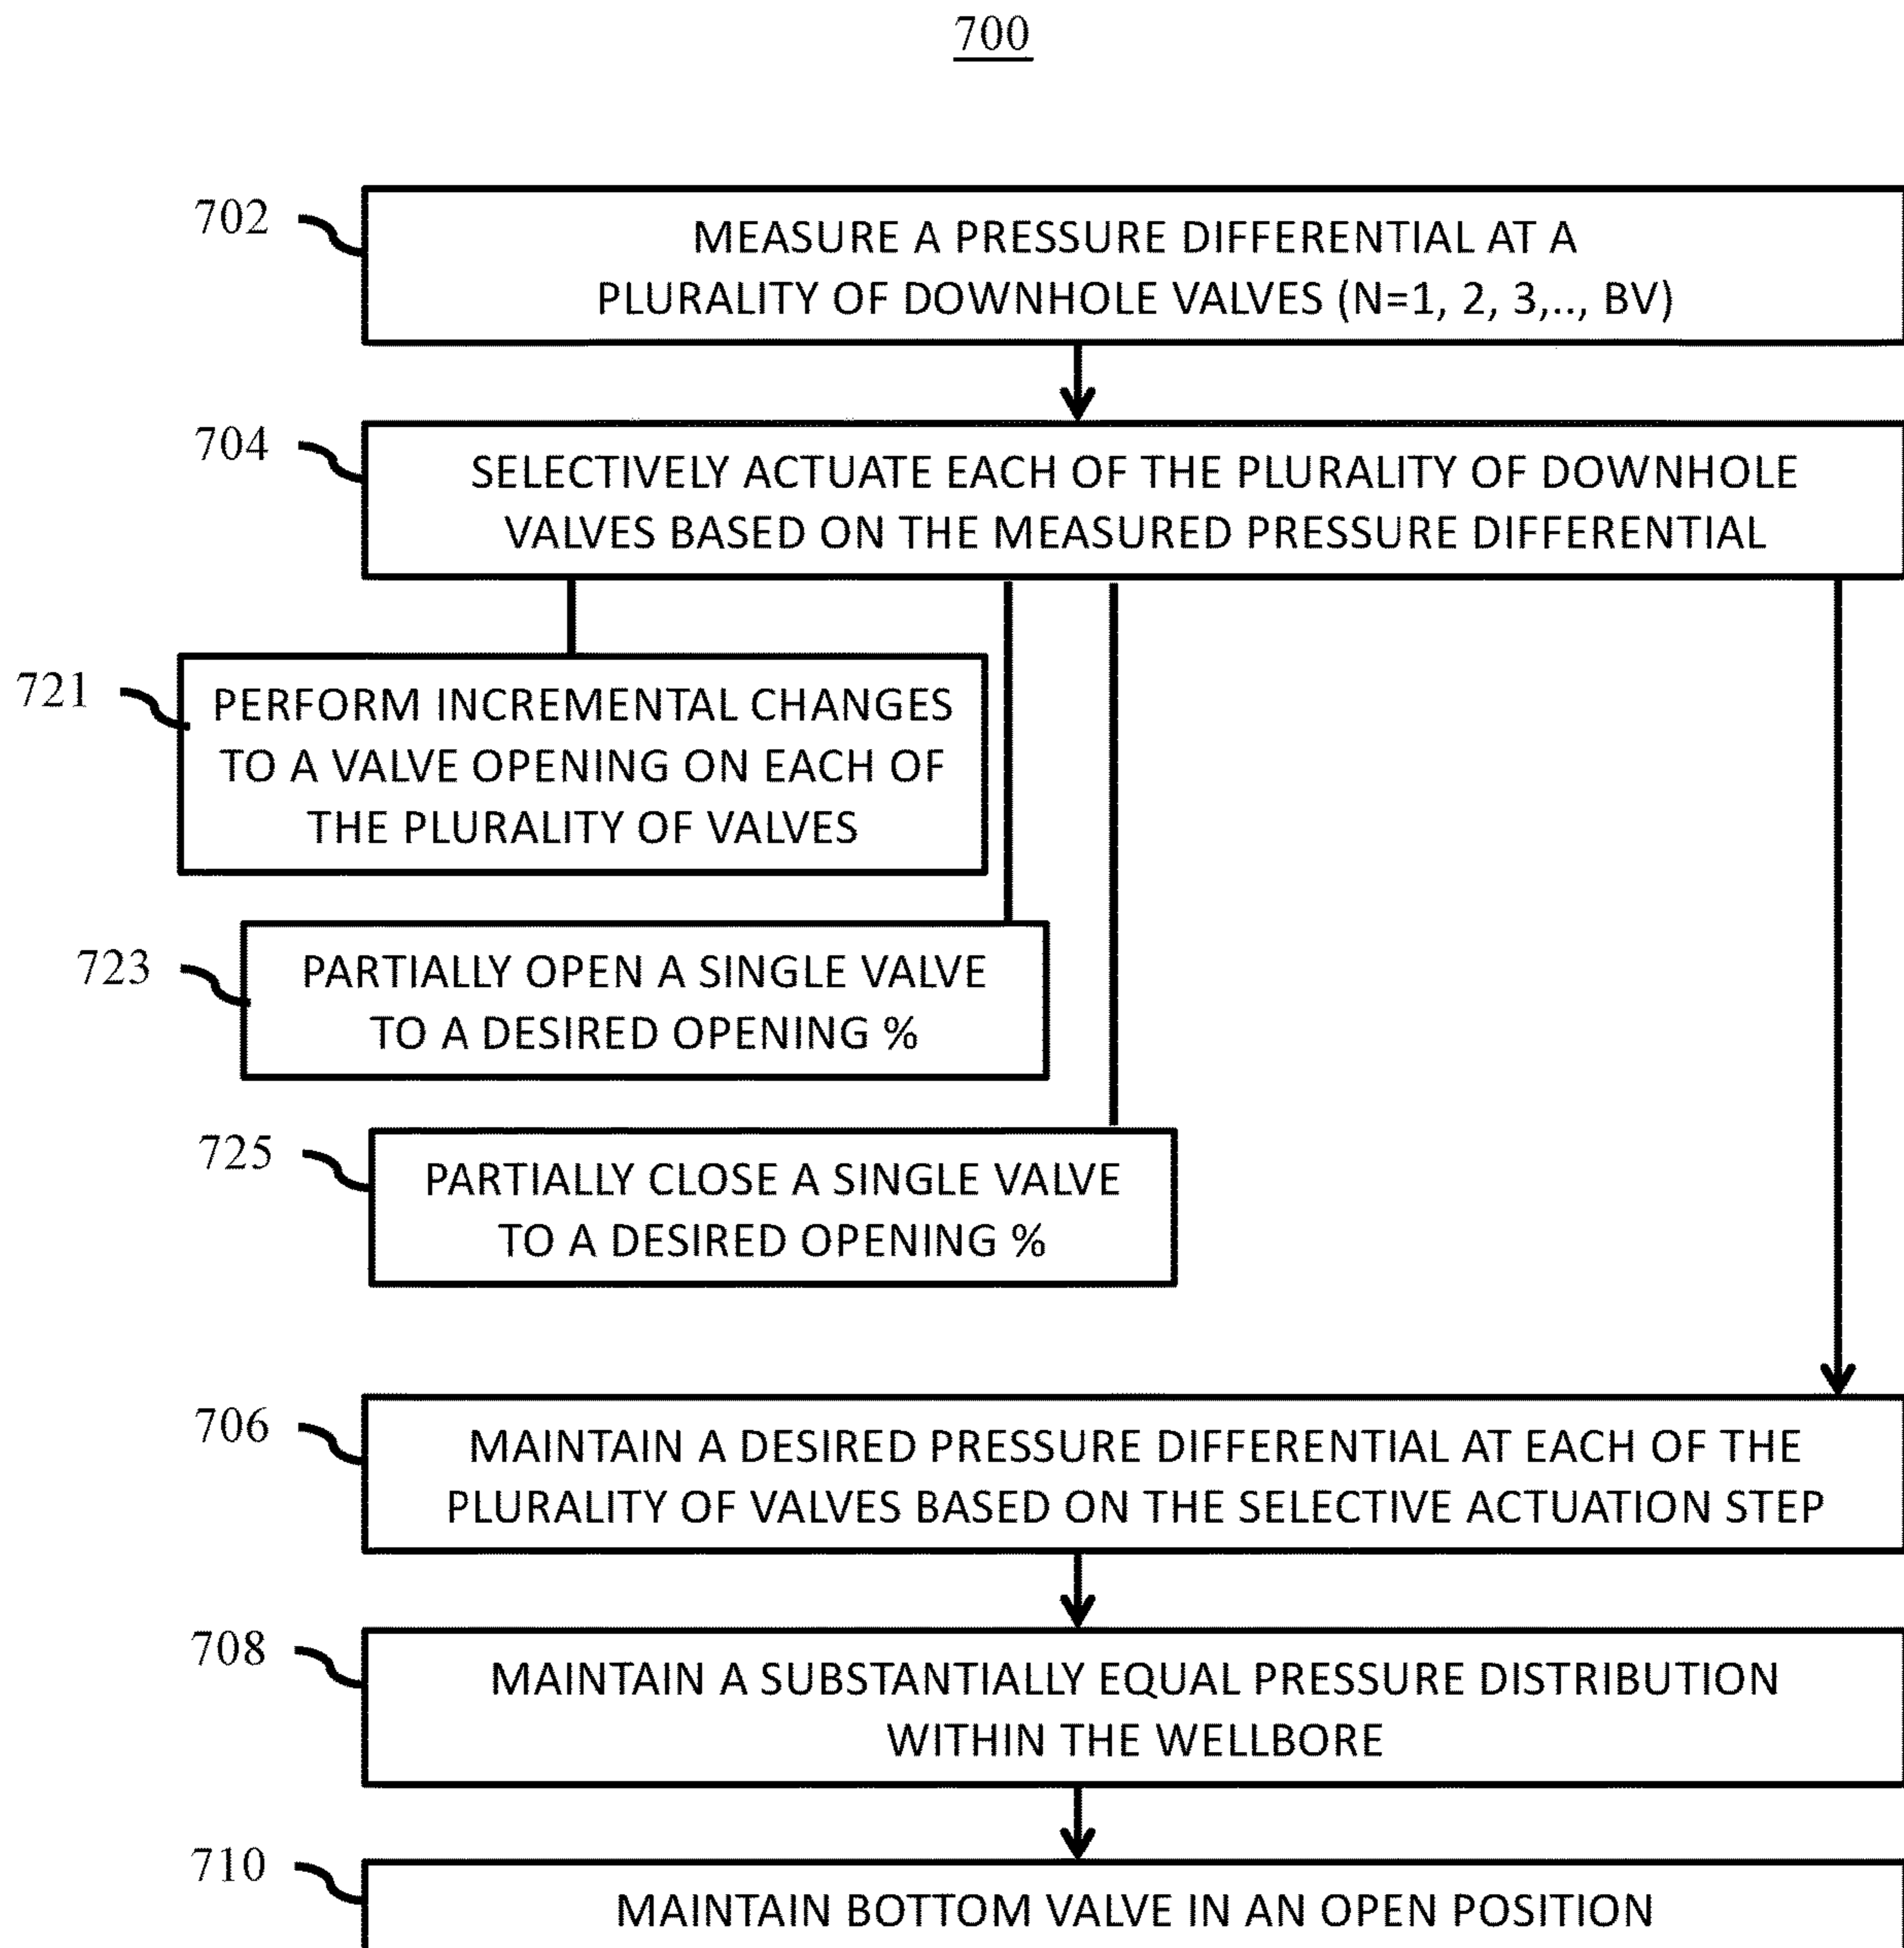 700
702
MEASURE A PRESSURE DIFFERENTIAL AT A
PLURALITY OF DOWNHOLE VALVES (N=1, 2, 3,.., BV)
704
SELECTIVELY ACTUATE EACH OF THE PLURALITY OF DOWNHOLE
VALVES BASED ON THE MEASURED PRESSURE DIFFERENTIAL
721
PERFORM INCREMENTAL CHANGES
TO A VALVE OPENING ON EACH OF
THE PLURALITY OF VALVES
723
PARTIALLY OPEN A SINGLE VALVE
TO A DESIRED OPENING %
725
PARTIALLY CLOSE A SINGLE VALVE
TO A DESIRED OPENING %
706
MAINTAIN A DESIRED PRESSURE DIFFERENTIAL AT EACH OF THE
PLURALITY OF VALVES BASED ON THE SELECTIVE ACTUATION STEP
708
MAINTAIN A SUBSTANTIALLY EQUAL PRESSURE DISTRIBUTION
WITHIN THE WELLBORE
710
MAINTAIN BOTTOM VALVE IN AN OPEN POSITION